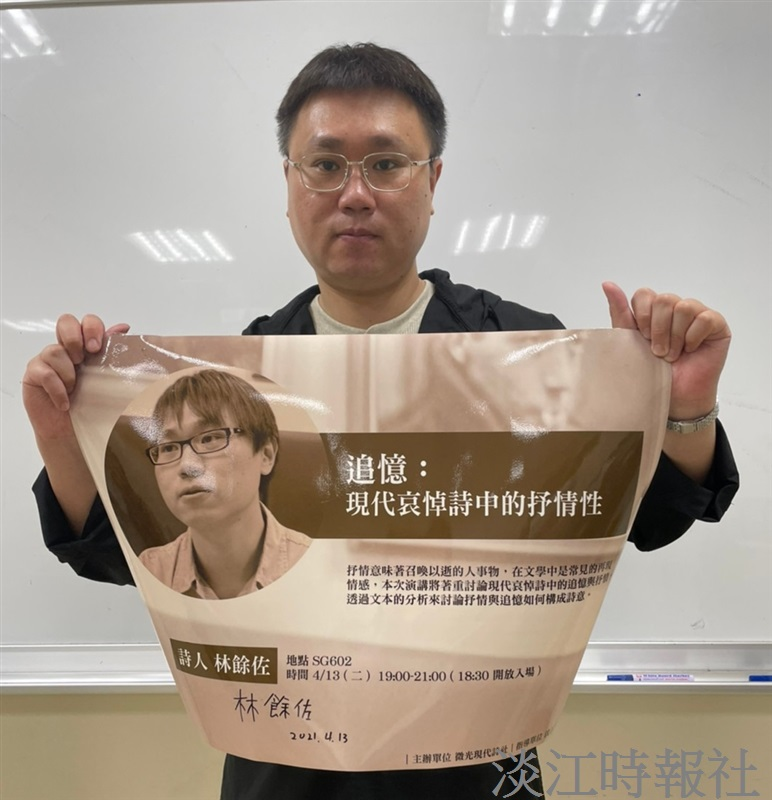 追憶：
現代哀悼詩中的抒情性
抒情意味著召喚以逝的人事物，在文學中是常見的再現
情感，本次演講將著重討論現代哀悼詩中的追憶與抒情
透過文本的分析來討論抒情與追憶如何構成詩意。
詩人 林餘佐
地點 SG602
時間 4/13（二） 19:00-21:00（18:30 開放入場）
林餘佐
2021.4.13
|主辦單位 微光現代詩社|指導單位
淡江時報社